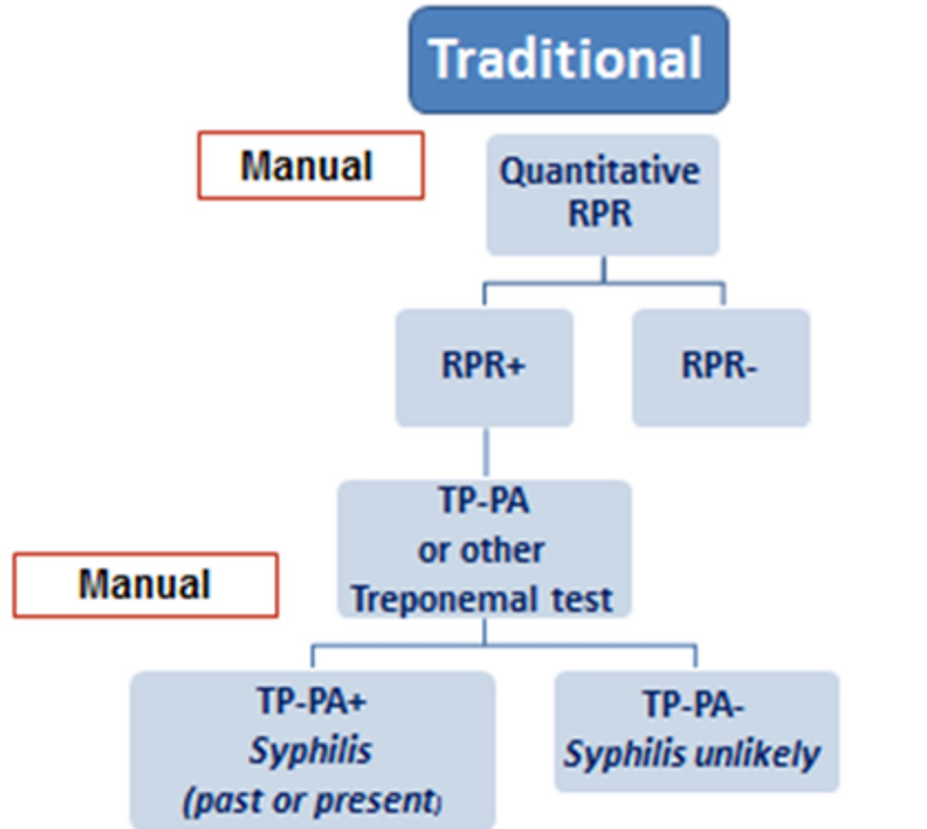 Traditional
Manual
Quantitative
RPR
RPR+
RPR-
TP-PA
or other
Treponemal test
Manual
TP-PA+
Syphilis
(past or present)
TP-PA-
Syphilis unlikely